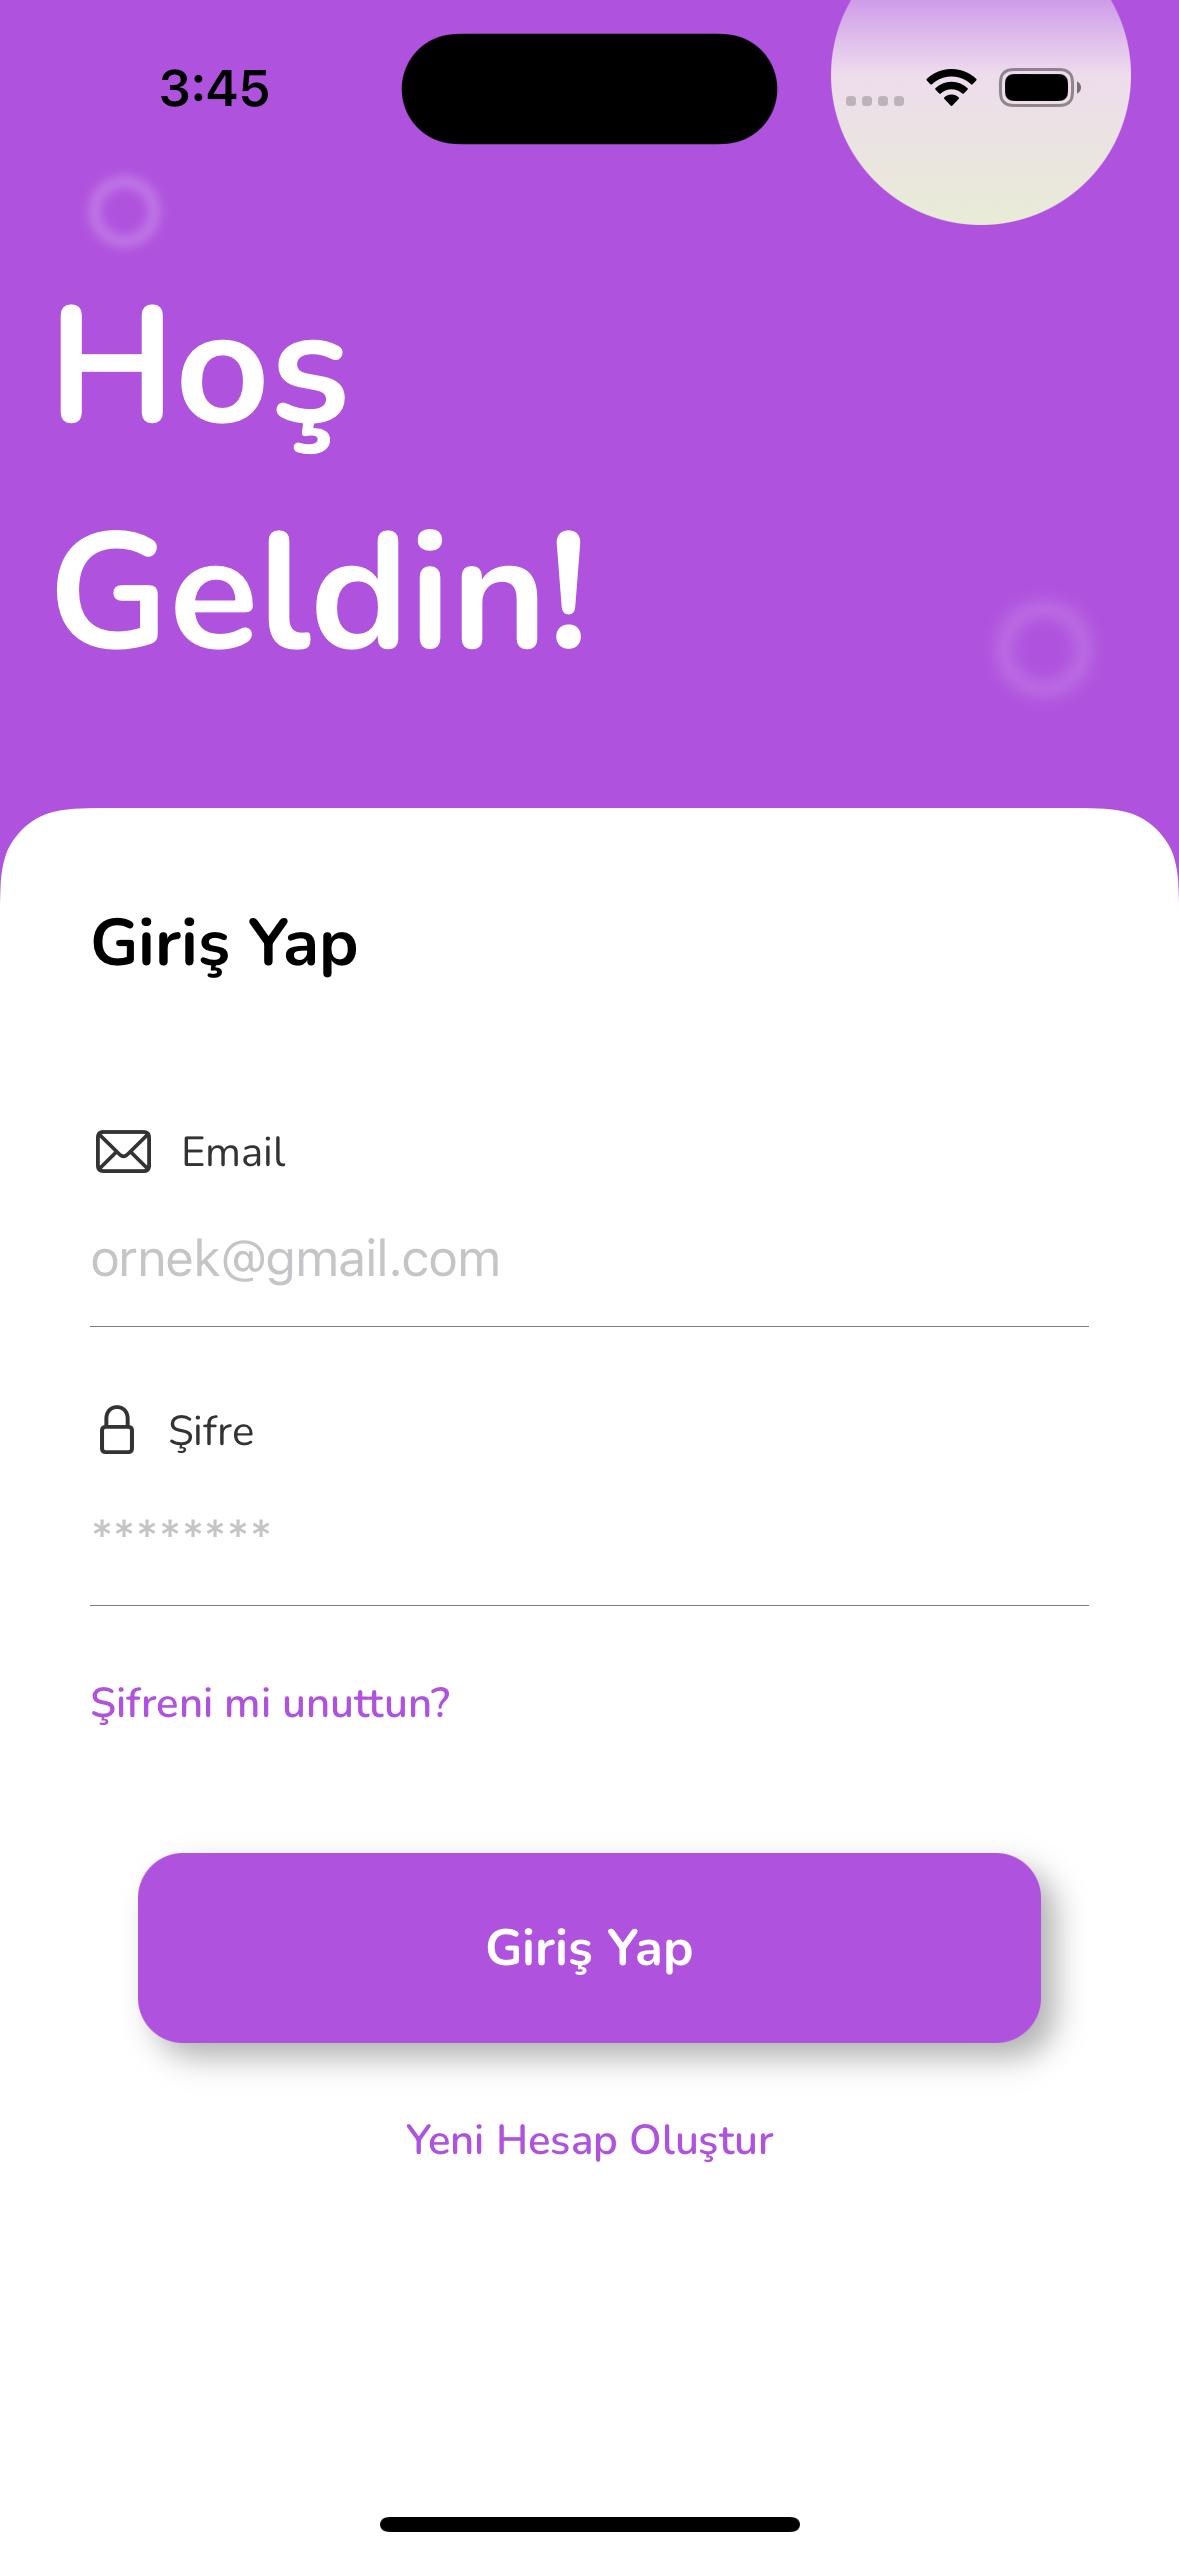 3:45
Hoş
Geldin!
Giriş Yap
Email
ornek@gmail.com
Şifre
********
Şifreni mi unuttun?
Giriş Yap
Yeni Hesap Oluştur